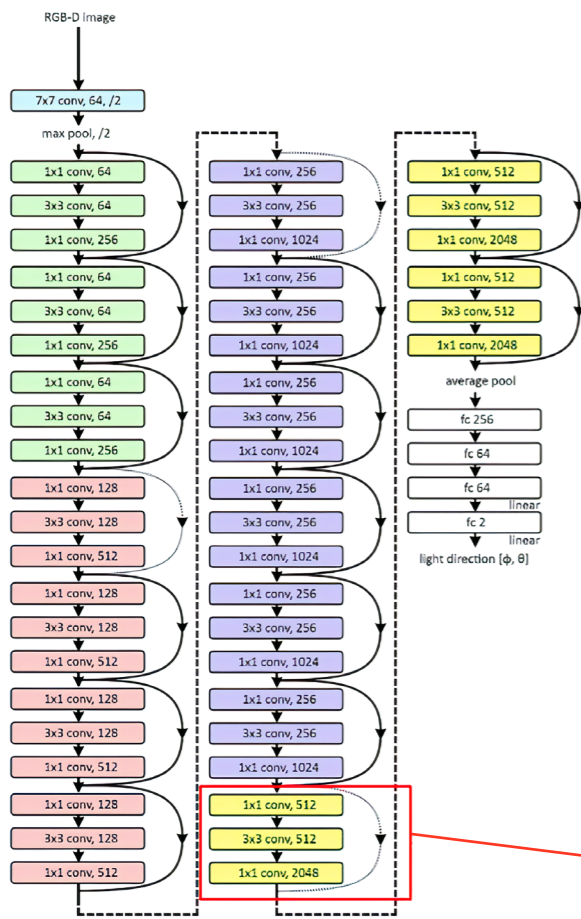 RGB-D image
7x7 conv, 64, /2
max pool, /2
1x1 conv, 64
3x3 conv, 64
1x1 conv, 256
1x1 conv, 64
3x3 conv, 64
1x1 conv, 256
1x1 conv, 64
3x3 conv, 64
1x1 conv, 256
1x1 conv, 128
3x3 conv, 128
1x1 conv, 512
1x1 conv, 128
3x3 conv, 128
1x1 conv, 512
1x1 conv, 128
3x3 conv, 128
1x1 conv, 512
1x1 conv, 128
3x3 conv, 128
1x1 conv, 512
1x1 conv, 256
3x3 conv, 256
1x1 conv, 1024
1x1 conv, 256
3x3 conv, 256
1x1 conv, 1024
1x1 conv, 256
3x3 conv, 256
1x1 conv, 1024
1x1 conv, 256
3x3 conv, 256
1x1 conv, 1024
1x1 conv, 256
3x3 conv, 256
1x1 conv, 1024
1x1 conv, 256
3x3 conv, 256
1x1 conv, 1024
1x1 conv, 512
3x3 conv, 512
1x1 conv, 2048
1x1 conv, 512
3x3 conv, 512
1x1 conv, 2048
1x1 conv, 512
3x3 conv, 512
1x1 conv, 2048
average pool
fc 256
fc 64
fc 64
linear
fc 2
linear
light direction [ϕ, θ]